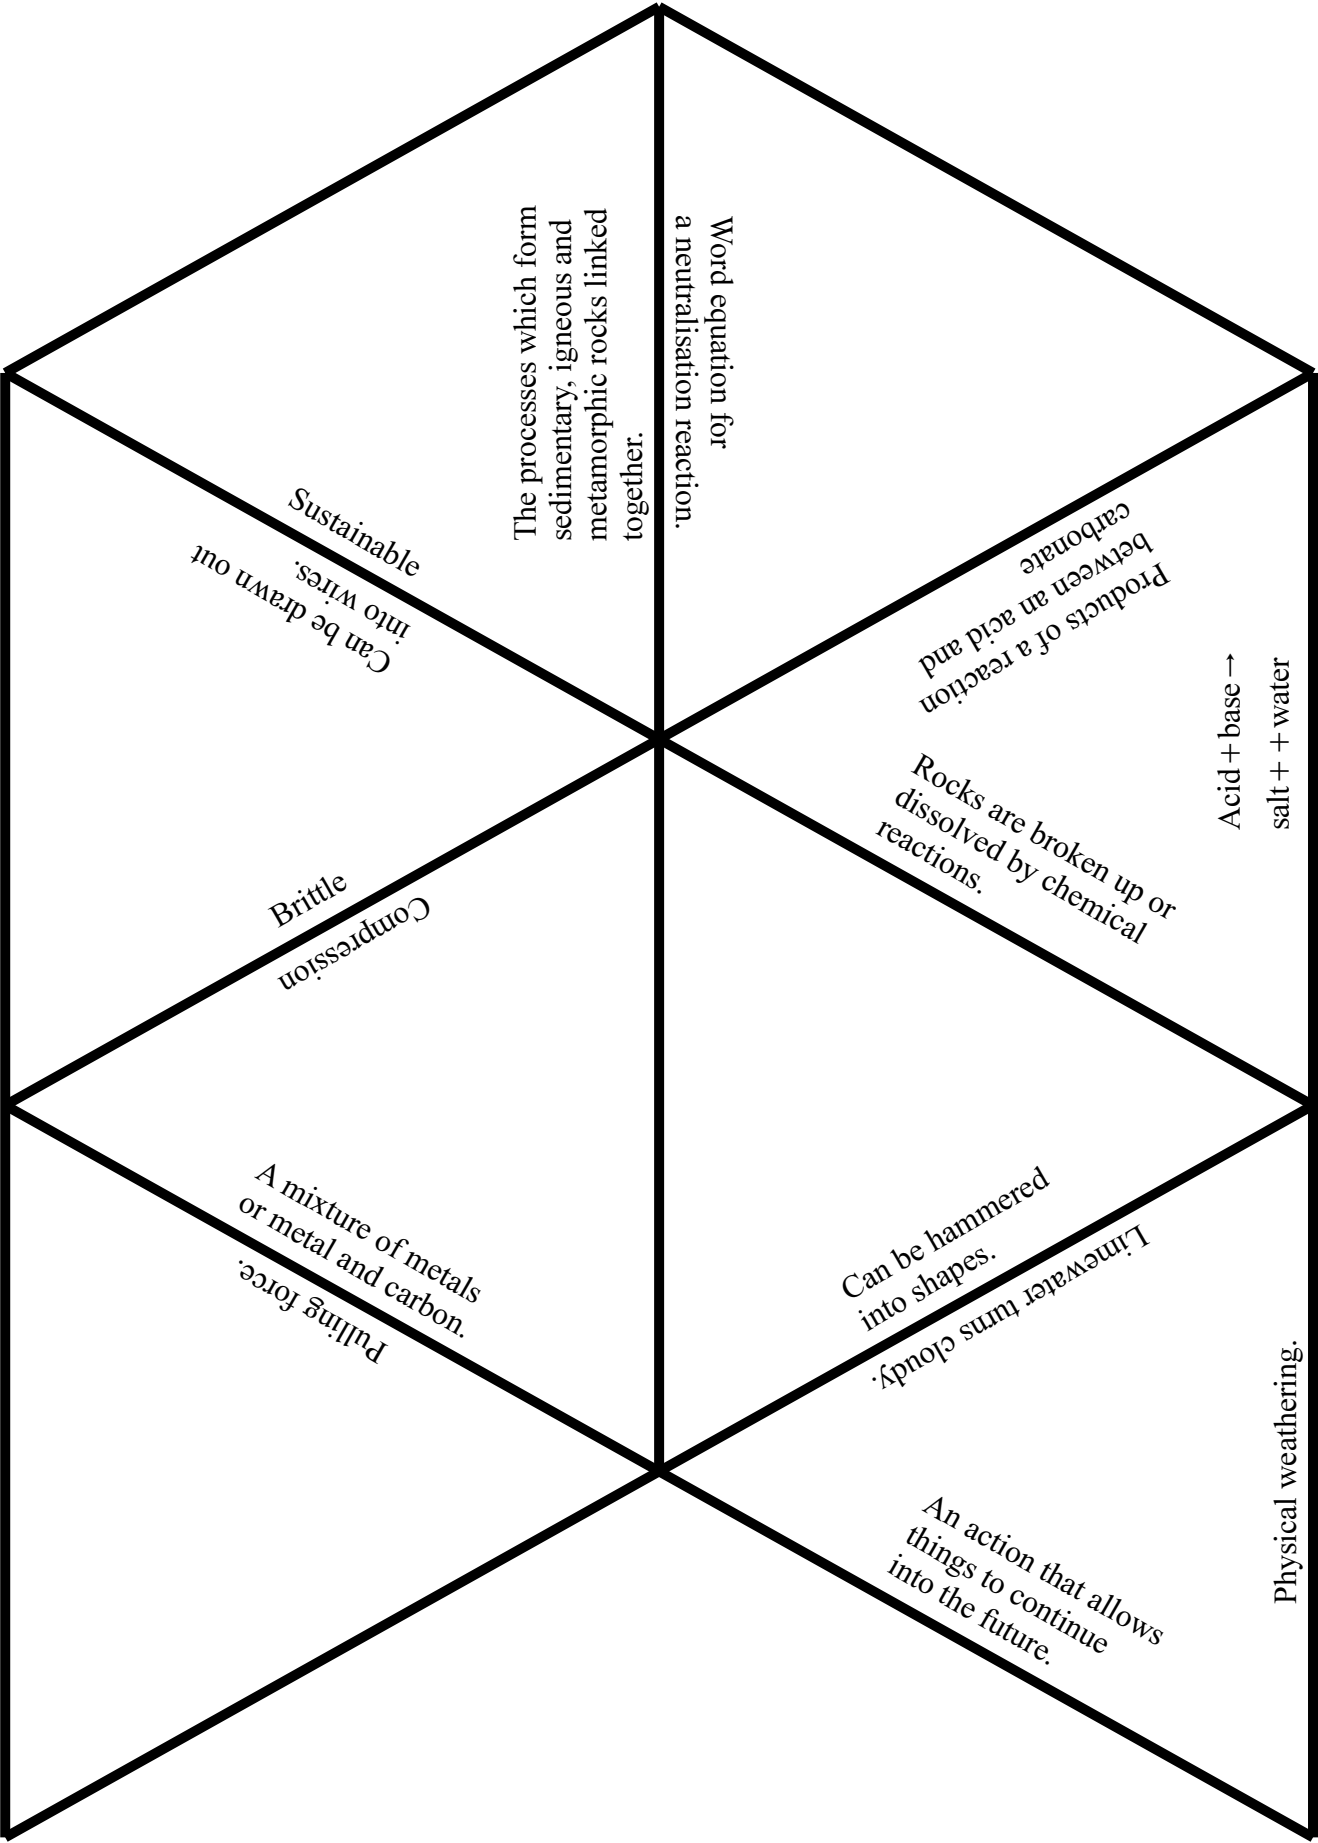 The processes which form
sedimentary, igneous and
metamorphic rocks linked
together.
Word equation for
a neutralisation reaction.
Sustainable
Can be drawn out
into wires.
Products of a reaction
between an acid and
carbonate
Acid+base→
salt+ +water
Rocks are broken up or
dissolved by chemical
reactions.
Brittle
Compression
A mixture of metals
or metal and carbon.
Pulling force.
Can be hammered
into shapes.
Limewater turns cloudy.
Physical weathering.
An action that allows
things to continue
into the future.